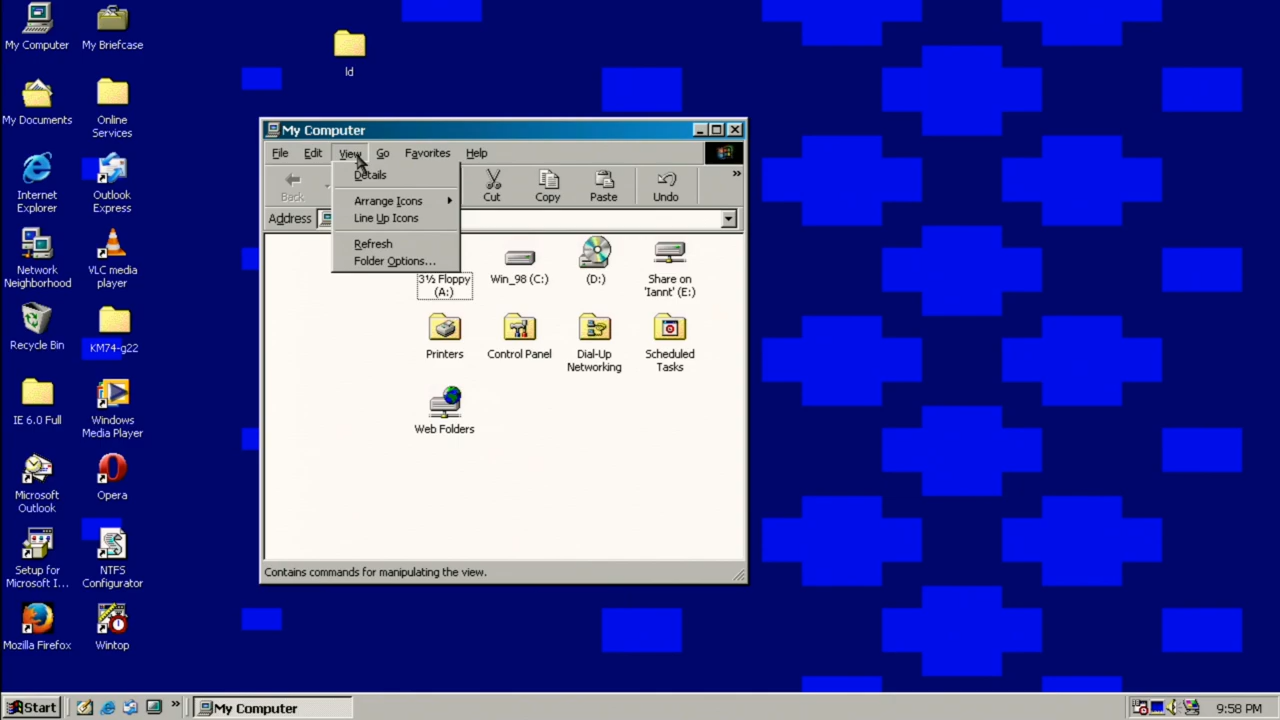 My Computer
My Briefcase
ld
My Documents
Online
Services
Internet
Explorer
Outlook
Express
Network
Neighborhood
VLC media
player
Recycle Bin
KM74-g22
IE 6.0 Full
Windows
Media Player
Microsoft
Outlook
Opera
Setup for
Microsoft I...
NTFS
Configurator
Mozilla Firefox
Wintop
My Computer
File Edit View Go Favorites Help
Back Cut Copy Paste Undo »
Address
Details
Arrange Icons
Line Up Icons
Refresh
Folder Options...
3½ Floppy
(A:)
Win_98 (C:)
(D:)
Share on
'Iannt' (E:)
Printers
Control Panel
Dial-Up
Networking
Scheduled
Tasks
Web Folders
Contains commands for manipulating the view.
Start » My Computer 9:58 PM